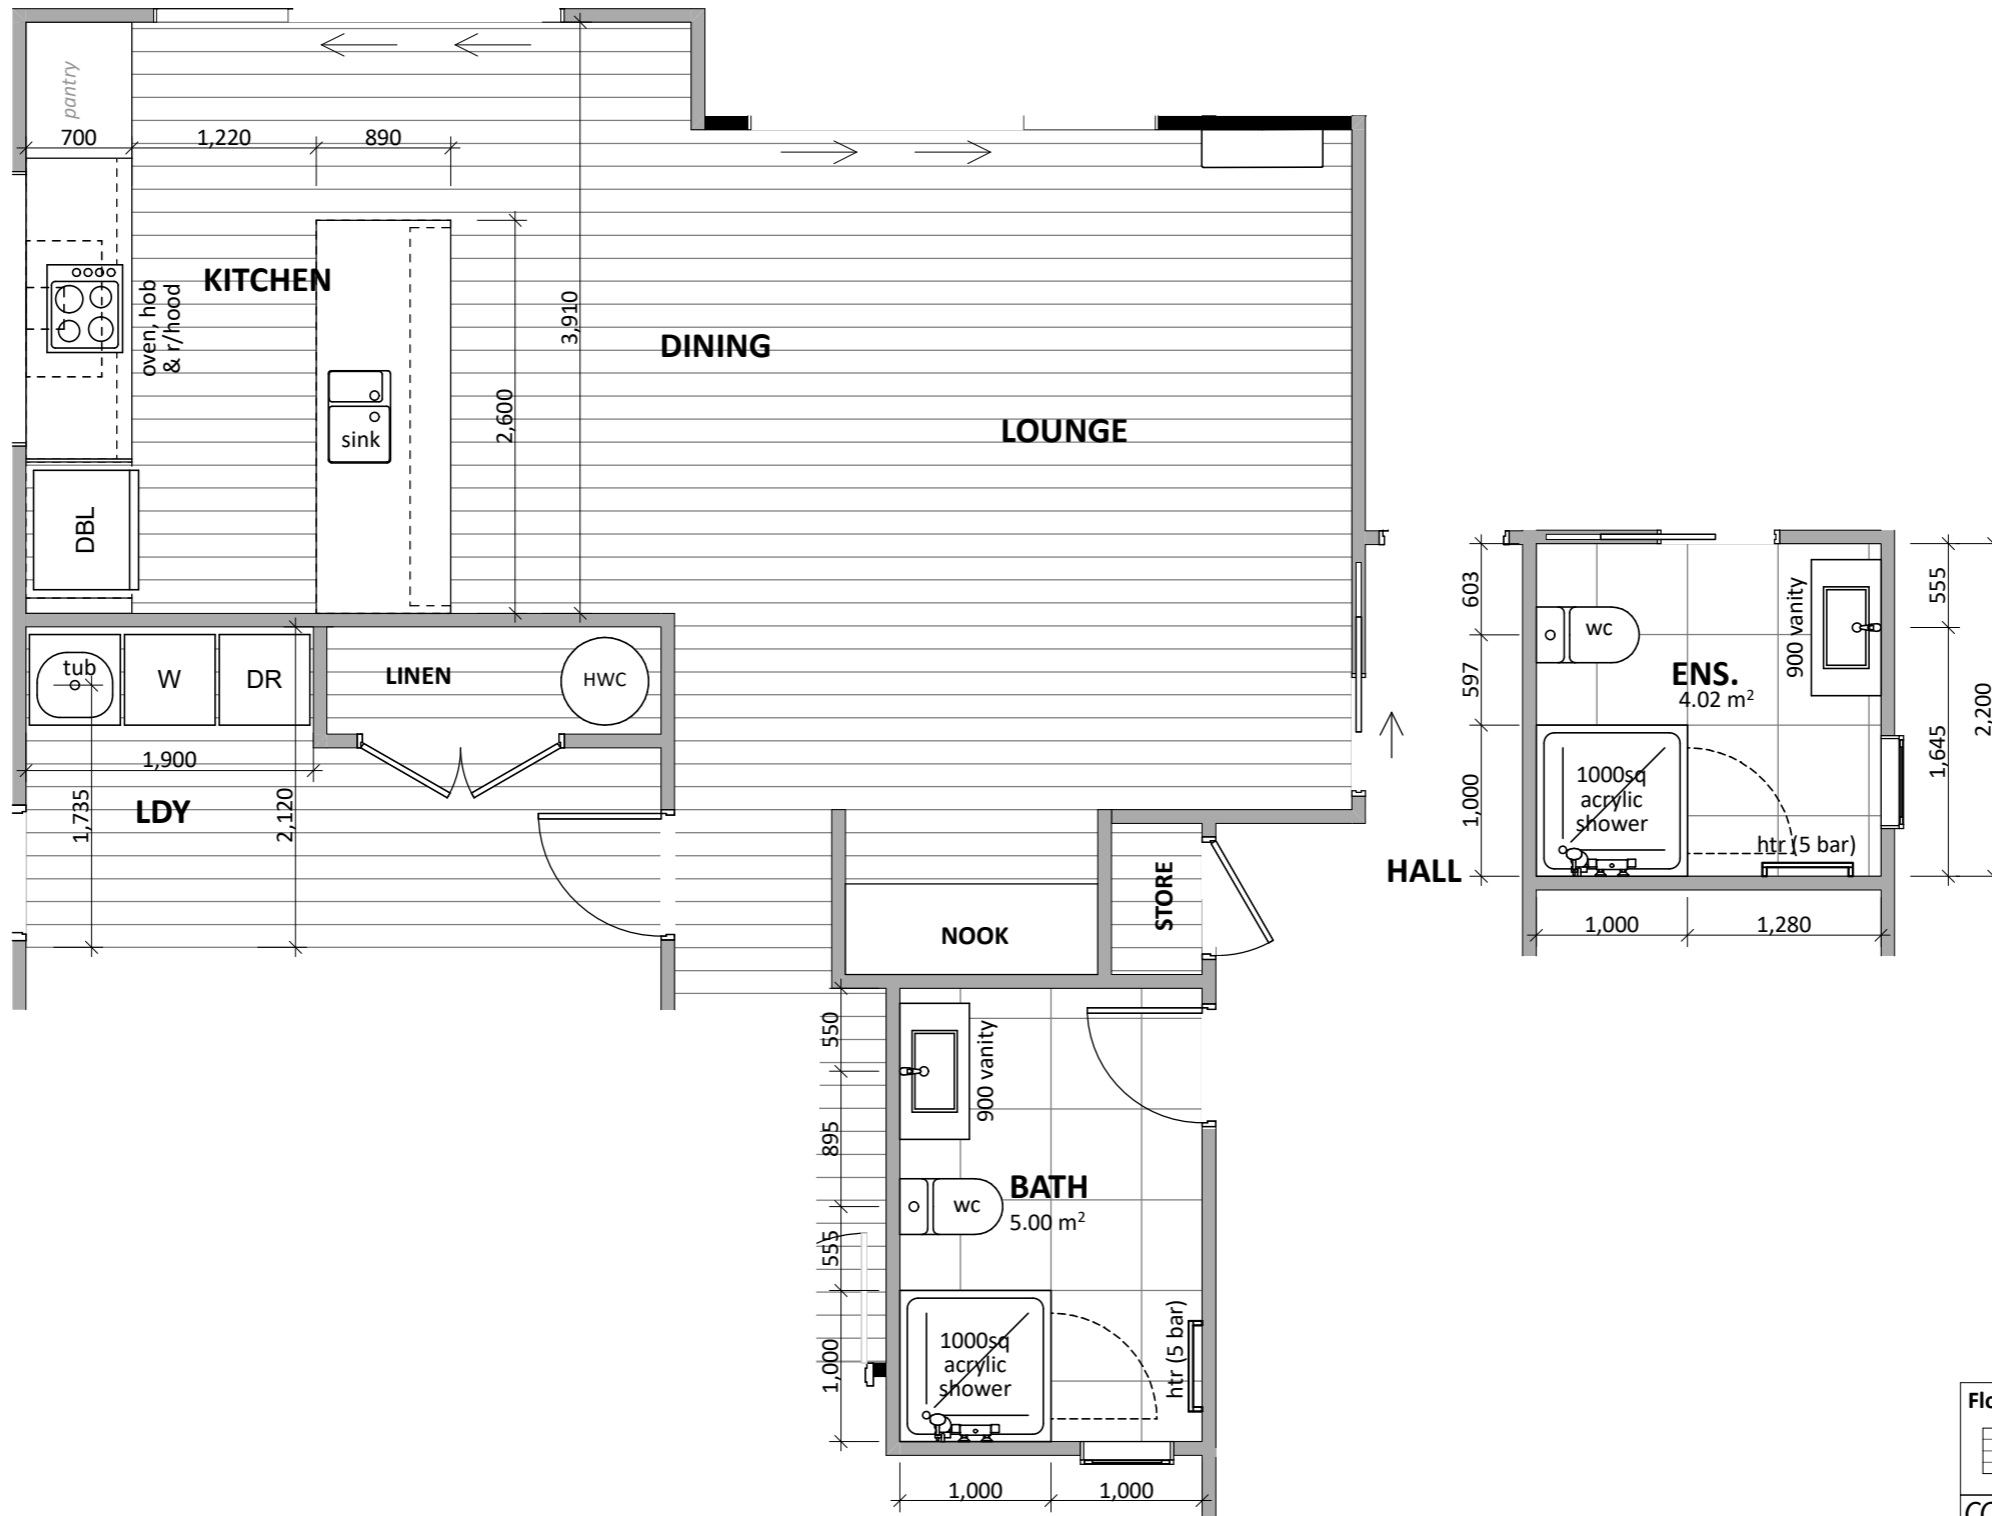 pantry
700
1,220
890
KITCHEN
oven, hob
& r/hood
3,910
DINING
2,600
sink
LOUNGE
DBL
tub
W
DR
LINEN
HWC
1,900
1,735
LDY
2,120
STORE
NOOK
HALL
603
597
1,000
wc
900 vanity
ENS.
4.02 m²
555
1,645
2,200
1000sq
acrylic
shower
htr (5 bar)
1,000
1,280
550
895
555
1,000
900 vanity
wc
BATH
5.00 m²
1000sq
acrylic
shower
htr (5 bar)
1,000
1,000